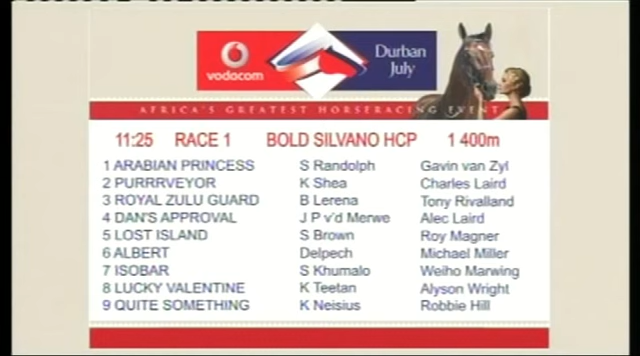 vodacom
Durban
July
AFRICA'S GREATEST HORSERACING EVENT
11:25 RACE 1 BOLD SILVANO HCP 1 400m
1 ARABIAN PRINCESS S Randolph Gavin van Zyl
2 PURRRVEYOR K Shea Charles Laird
3 ROYAL ZULU GUARD B Lerena Tony Rivalland
4 DAN'S APPROVAL J P v'd Merwe Alec Laird
5 LOST ISLAND S Brown Roy Magner
6 ALBERT Delpech Michael Miller
7 ISOBAR S Khumalo Weiho Marwing
8 LUCKY VALENTINE K Teetan Alyson Wright
9 QUITE SOMETHING K Neisius Robbie Hill